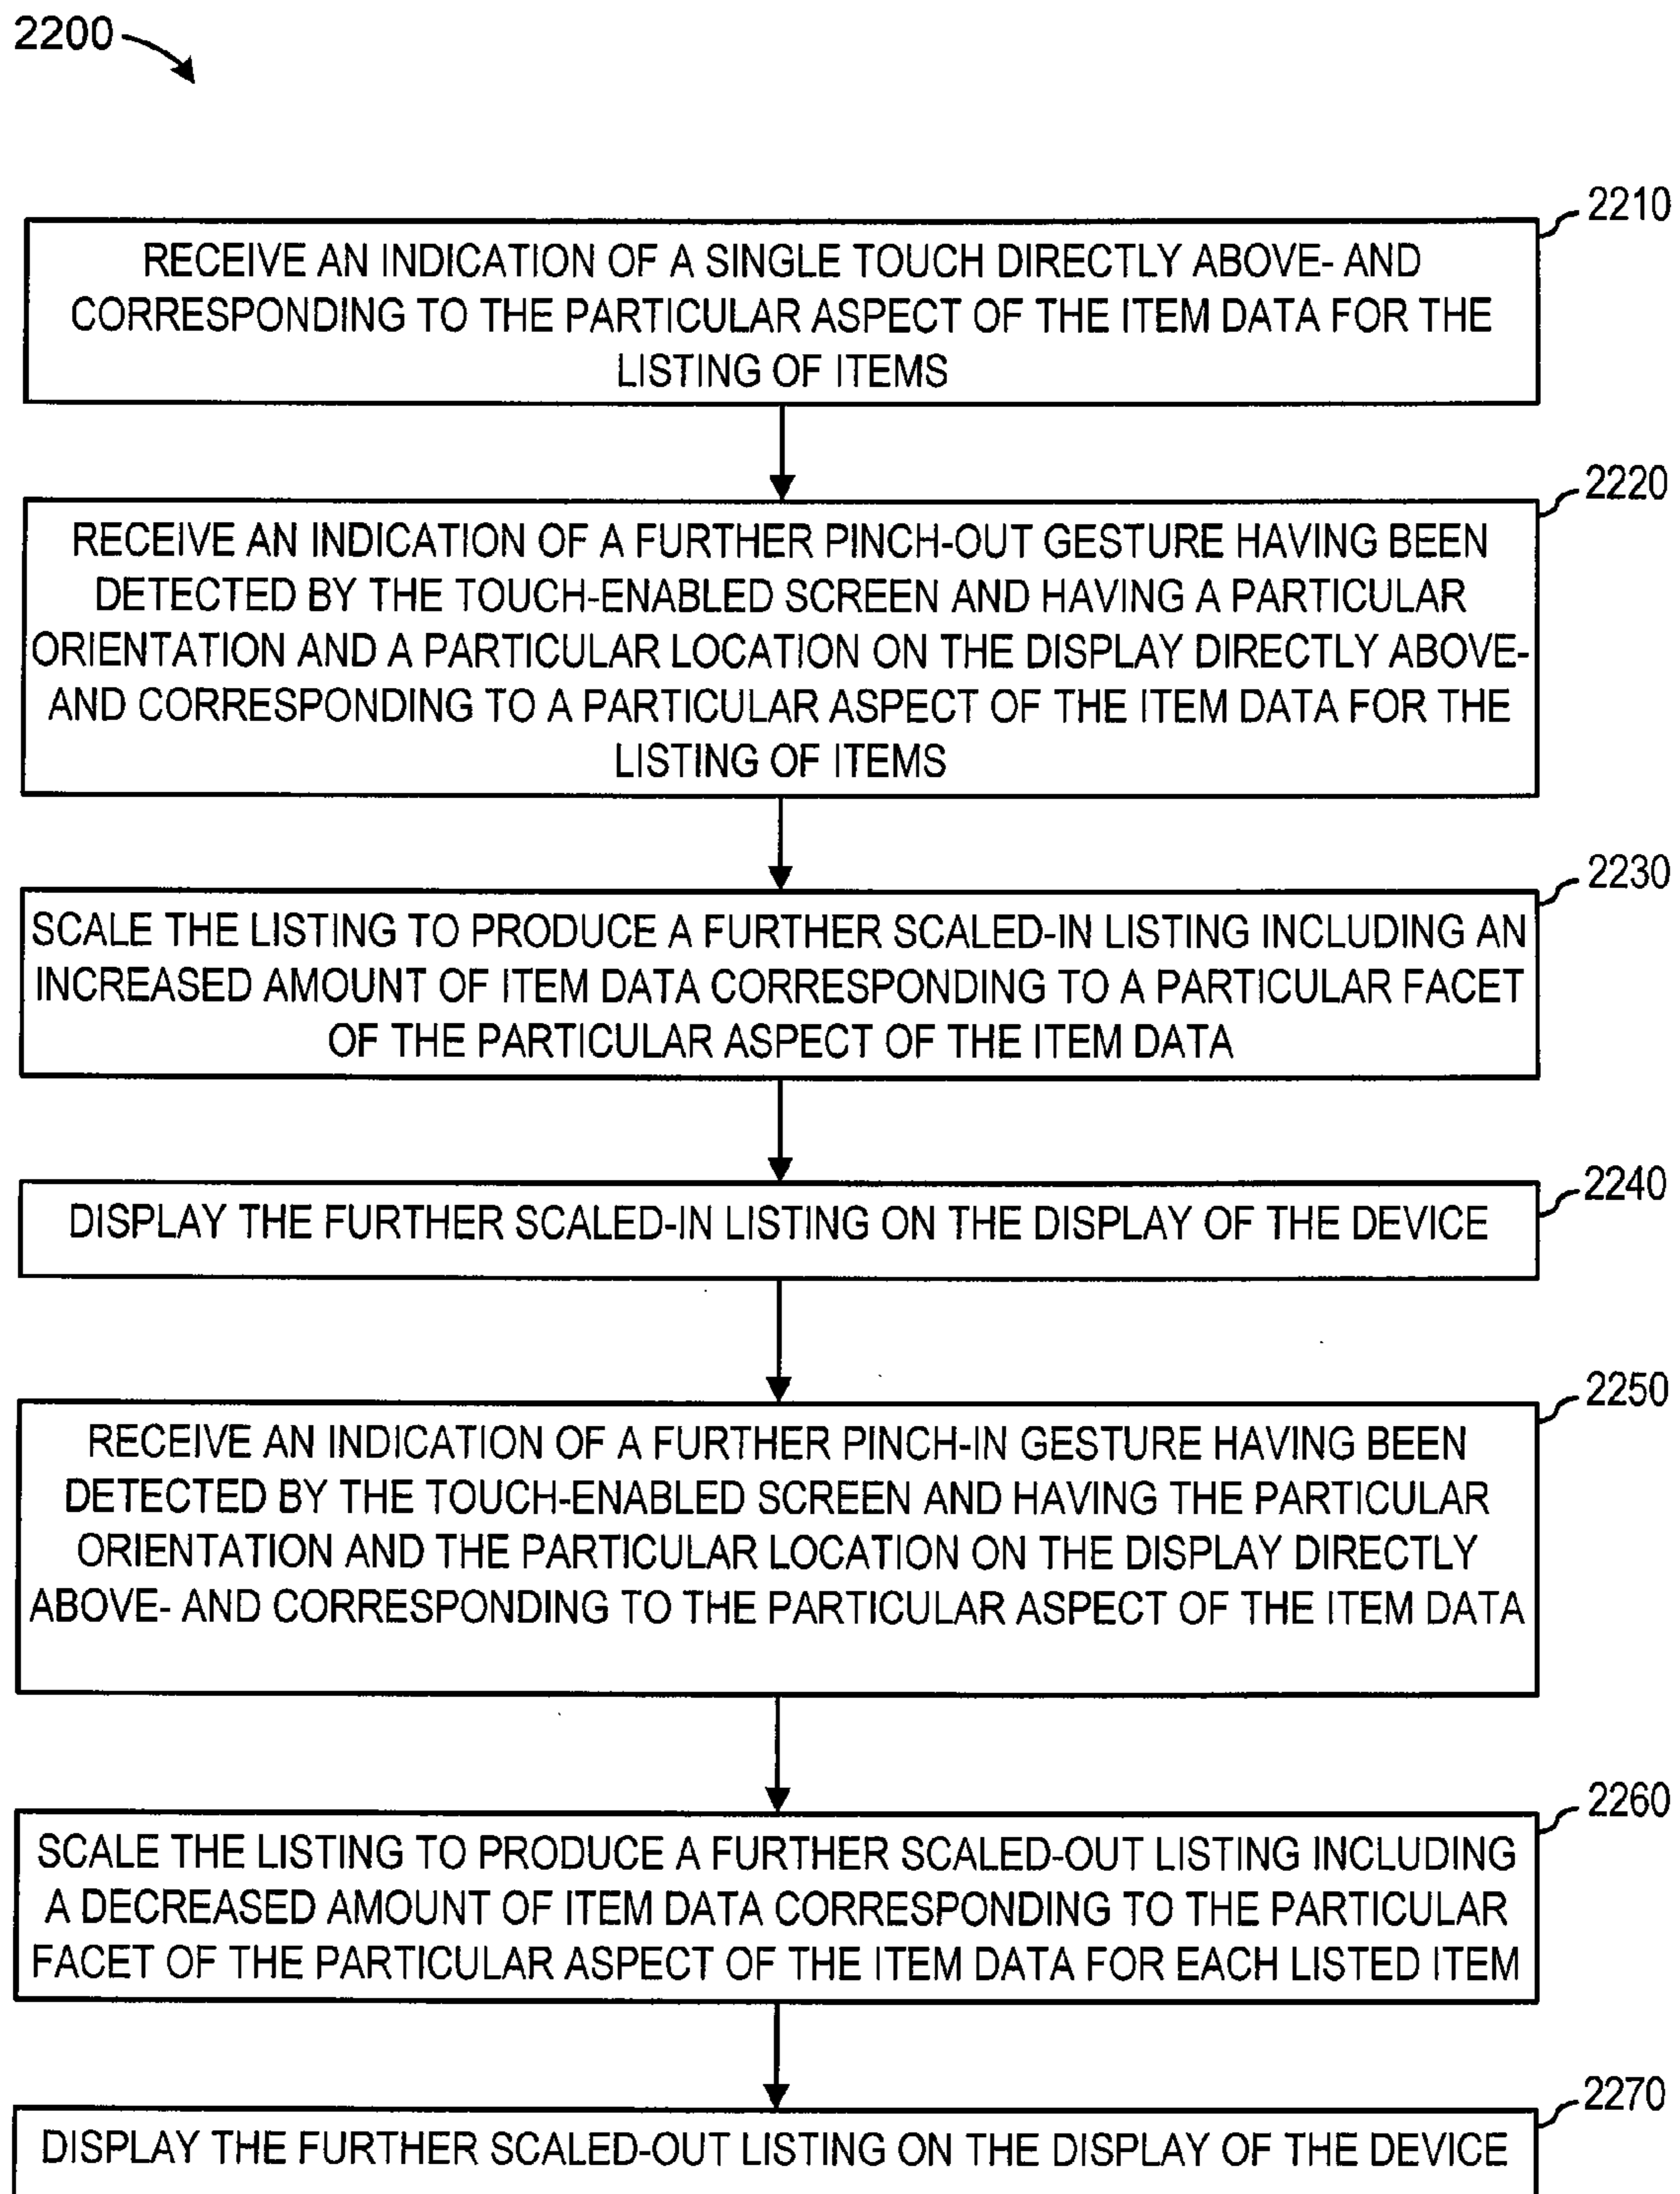 2200
2210
RECEIVE AN INDICATION OF A SINGLE TOUCH DIRECTLY ABOVE- AND
CORRESPONDING TO THE PARTICULAR ASPECT OF THE ITEM DATA FOR THE
LISTING OF ITEMS
2220
RECEIVE AN INDICATION OF A FURTHER PINCH-OUT GESTURE HAVING BEEN
DETECTED BY THE TOUCH-ENABLED SCREEN AND HAVING A PARTICULAR
ORIENTATION AND A PARTICULAR LOCATION ON THE DISPLAY DIRECTLY ABOVE-
AND CORRESPONDING TO A PARTICULAR ASPECT OF THE ITEM DATA FOR THE
LISTING OF ITEMS
2230
SCALE THE LISTING TO PRODUCE A FURTHER SCALED-IN LISTING INCLUDING AN
INCREASED AMOUNT OF ITEM DATA CORRESPONDING TO A PARTICULAR FACET
OF THE PARTICULAR ASPECT OF THE ITEM DATA
2240
DISPLAY THE FURTHER SCALED-IN LISTING ON THE DISPLAY OF THE DEVICE
2250
RECEIVE AN INDICATION OF A FURTHER PINCH-IN GESTURE HAVING BEEN
DETECTED BY THE TOUCH-ENABLED SCREEN AND HAVING THE PARTICULAR
ORIENTATION AND THE PARTICULAR LOCATION ON THE DISPLAY DIRECTLY
ABOVE- AND CORRESPONDING TO THE PARTICULAR ASPECT OF THE ITEM DATA
2260
SCALE THE LISTING TO PRODUCE A FURTHER SCALED-OUT LISTING INCLUDING
A DECREASED AMOUNT OF ITEM DATA CORRESPONDING TO THE PARTICULAR
FACET OF THE PARTICULAR ASPECT OF THE ITEM DATA FOR EACH LISTED ITEM
2270
DISPLAY THE FURTHER SCALED-OUT LISTING ON THE DISPLAY OF THE DEVICE